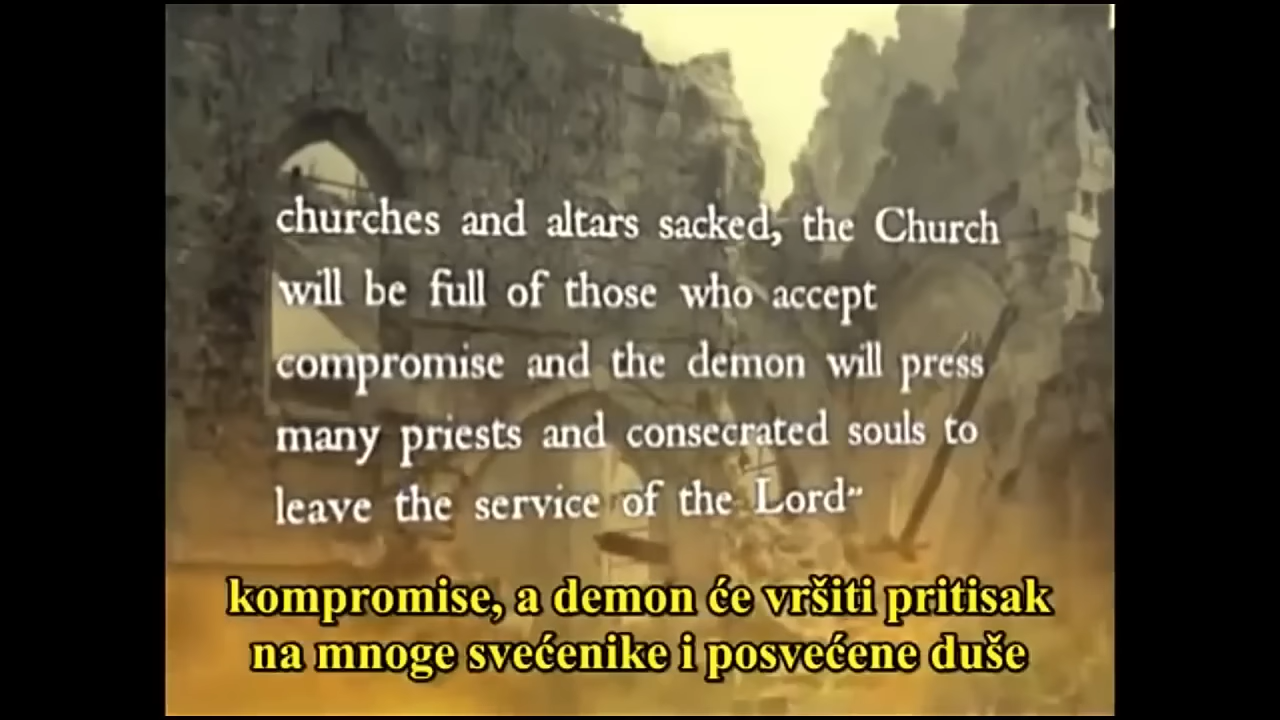 churches and altars sacked, the Church
will be full of those who accept
compromise and the demon will press
many priests and consecrated souls to
leave the service of the Lord”
kompromise, a demon će vršiti pritisak
na mnoge svećenike i posvećene duše